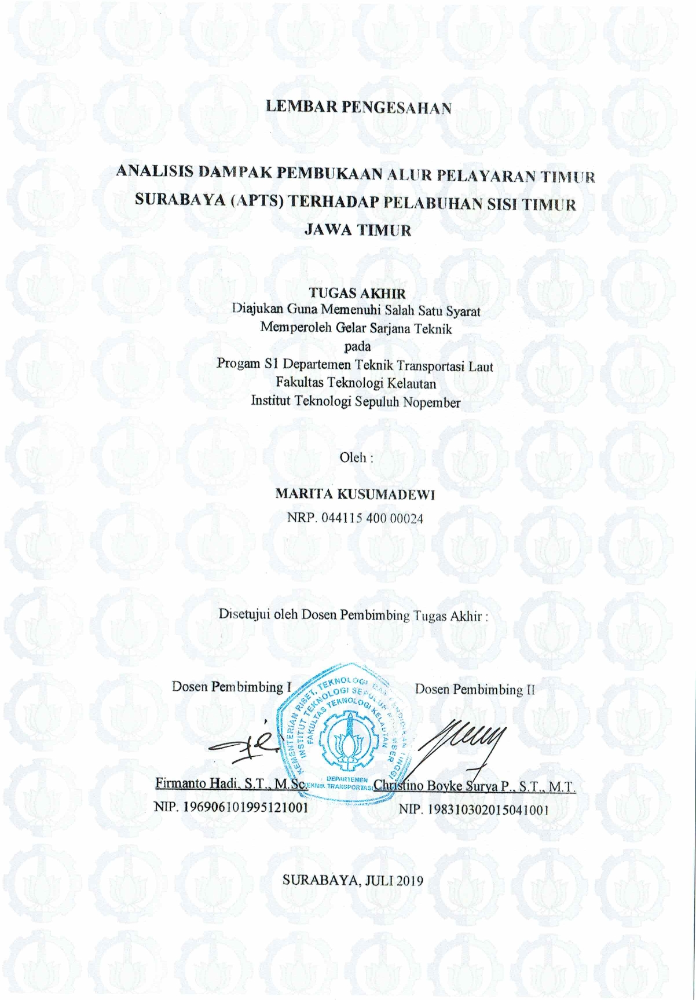 LEMBAR PENGESAHAN
ANALISIS DAMPAK PEMBUKAAN ALUR PELAYARAN TIMUR
SURABAYA (APTS) TERHADAP PELABUHAN SISI TIMUR
JAWA TIMUR
TUGAS AKHIR
Diajukan Guna Memenuhi Salah Satu Syarat
Memperoleh Gelar Sarjana Teknik
pada
Progam S1 Departemen Teknik Transportasi Laut
Fakultas Teknologi Kelautan
Institut Teknologi Sepuluh Nopember
Oleh :
MARITA KUSUMADEWI
NRP. 044115 400 00024
Disetujui oleh Dosen Pembimbing Tugas Akhir :
Dosen Pembimbing I
Dosen Pembimbing II
KEMENTERIAN RISET, TEKNOLOGI DAN PENDIDIKAN TINGGI
INSTITUT TEKNOLOGI SEPULUH NOPEMBER
FAKULTAS TEKNOLOGI KELAUTAN
DEPARTEMEN
TEKNIK TRANSPORTASI
Firmanto Hadi, S.T., M.Sc.
Christino Boyke Surya P., S.T., M.T.
NIP. 196906101995121001
NIP. 198310302015041001
SURABAYA, JULI 2019